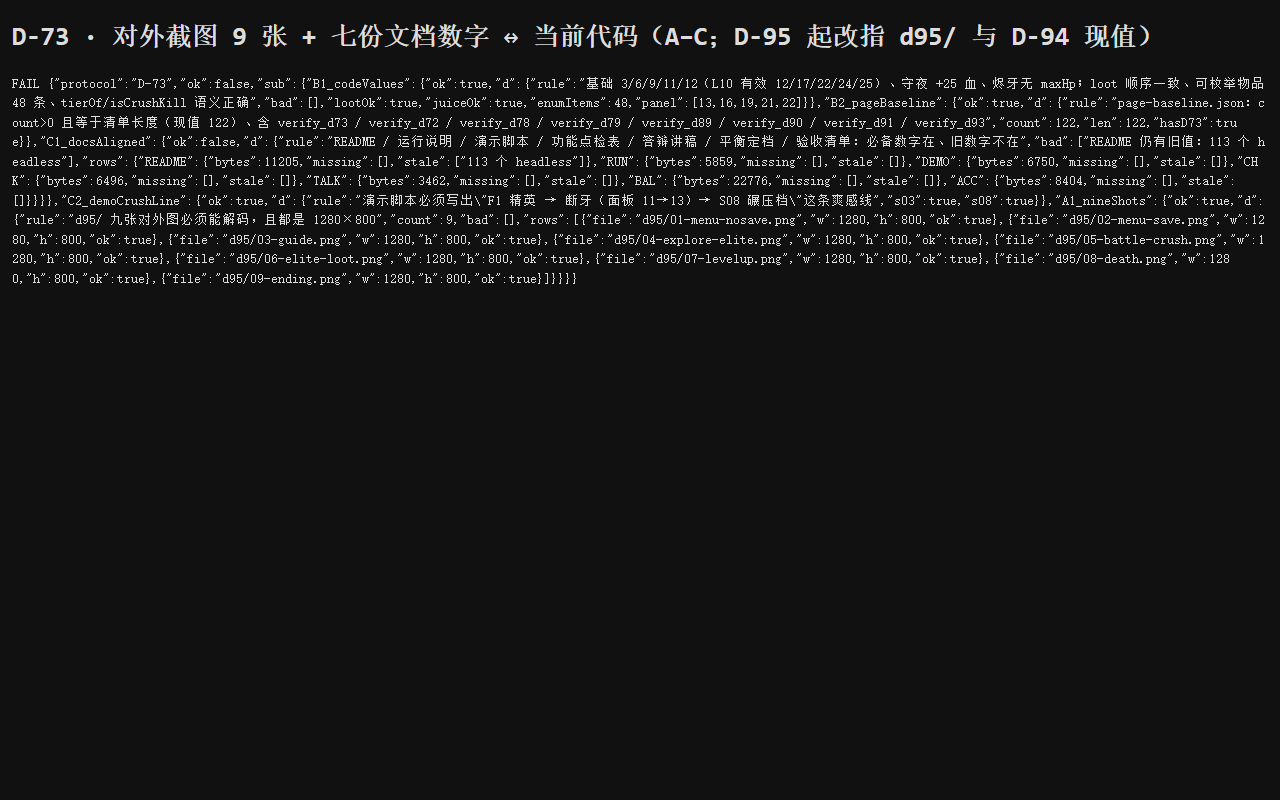 D-73 · 对外截图 9 张 + 七份文档数字 ↔ 当前代码（A–C；D-95 起改指 d95/ 与 D-94 现值）
FAIL {"protocol":"D-73","ok":false,"sub":{"B1_codeValues":{"ok":true,"d":{"rule":"基础 3/6/9/11/12（L10 有效 12/17/22/24/25）、守夜 +25 血、烬牙无 maxHp；loot 顺序一致、可枚举物品
48 条、tierOf/isCrushKill 语义正确","bad":[],"lootOk":true,"juiceOk":true,"enumItems":48,"panel":[13,16,19,21,22]}},"B2_pageBaseline":{"ok":true,"d":{"rule":"page-baseline.json：c
ount>0 且等于清单长度（现值 122）、含 verify_d73 / verify_d72 / verify_d78 / verify_d79 / verify_d89 / verify_d90 / verify_d91 / verify_d93","count":122,"len":122,"hasD73":tru
e}},"C1_docsAligned":{"ok":false,"d":{"rule":"README / 运行说明 / 演示脚本 / 功能点检表 / 答辩讲稿 / 平衡定档 / 验收清单：必备数字在、旧数字不在","bad":["README 仍有旧值：113 个 h
eadless"],"rows":{"README":{"bytes":11205,"missing":[],"stale":["113 个 headless"]},"RUN":{"bytes":5859,"missing":[],"stale":[]},"DEMO":{"bytes":6750,"missing":[],"stale":[]},"CH
K":{"bytes":6496,"missing":[],"stale":[]},"TALK":{"bytes":3462,"missing":[],"stale":[]},"BAL":{"bytes":22776,"missing":[],"stale":[]},"ACC":{"bytes":8404,"missing":[],"stale":
[]}}}},"C2_demoCrushLine":{"ok":true,"d":{"rule":"演示脚本必须写出\"F1 精英 → 断牙（面板 11→13）→ S08 碾压档\"这条爽感线","s03":true,"s08":true}},"A1_nineShots":{"ok":true,"d":
{"rule":"d95/ 九张对外图必须能解码，且都是 1280×800","count":9,"bad":[],"rows":[{"file":"d95/01-menu-nosave.png","w":1280,"h":800,"ok":true},{"file":"d95/02-menu-save.png","w":12
80,"h":800,"ok":true},{"file":"d95/03-guide.png","w":1280,"h":800,"ok":true},{"file":"d95/04-explore-elite.png","w":1280,"h":800,"ok":true},{"file":"d95/05-battle-crush.png","w":1
280,"h":800,"ok":true},{"file":"d95/06-elite-loot.png","w":1280,"h":800,"ok":true},{"file":"d95/07-levelup.png","w":1280,"h":800,"ok":true},{"file":"d95/08-death.png","w":128
0,"h":800,"ok":true},{"file":"d95/09-ending.png","w":1280,"h":800,"ok":true}]}}}}